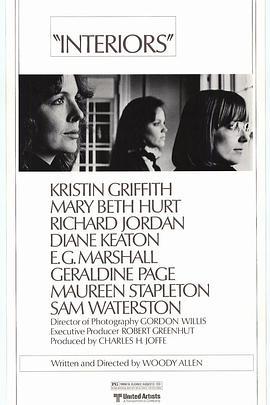 "INTERIORS"
KRISTIN GRIFFITH
MARY BETH HURT
RICHARD JORDAN
DIANE KEATON
E.G. MARSHALL
GERALDINE PAGE
MAUREEN STAPLETON
SAM WATERSTON
Director of Photography GORDON WILLIS
Executive Producer ROBERT GREENHUT
Produced by CHARLES H. JOFFE
Written and Directed by WOODY ALLEN
PG
United Artists